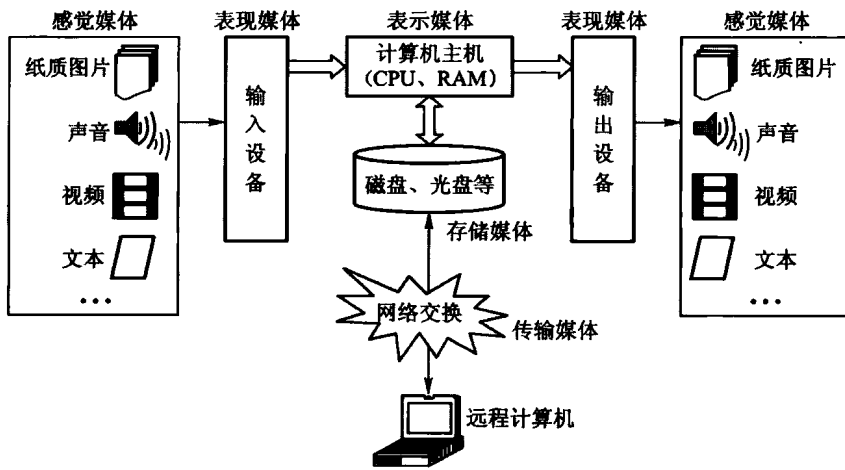 感觉媒体
表现媒体
表示媒体
表现媒体
感觉媒体
纸质图片
声音
视频
文本
...
输入设备
计算机主机
(CPU、RAM)
磁盘、光盘等
存储媒体
网络交换
传输媒体
远程计算机
输出设备
纸质图片
声音
视频
文本
...